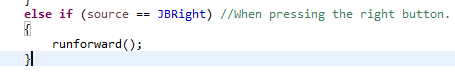 }
else if (source == JBRight) //When pressing the right button.
{
runforward();
}